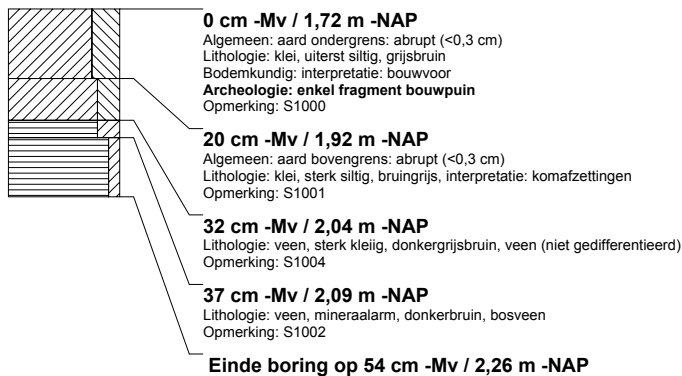 0 cm -Mv / 1,72 m -NAP
Algemeen: aard ondergrens: abrupt (<0,3 cm)
Lithologie: klei, uiterst siltig, grijsbruin
Bodemkundig: interpretatie: bouwvoor
Archeologie: enkel fragment bouwpuin
Opmerking: S1000
20 cm -Mv / 1,92 m -NAP
Algemeen: aard bovengrens: abrupt (<0,3 cm)
Lithologie: klei, sterk siltig, bruingrijs, interpretatie: komafzettingen
Opmerking: S1001
32 cm -Mv / 2,04 m -NAP
Lithologie: veen, sterk kleiig, donkergrijsbruin, veen (niet gedifferentieerd)
Opmerking: S1004
37 cm -Mv / 2,09 m -NAP
Lithologie: veen, mineraalarm, donkerbruin, bosveen
Opmerking: S1002
Einde boring op 54 cm -Mv / 2,26 m -NAP